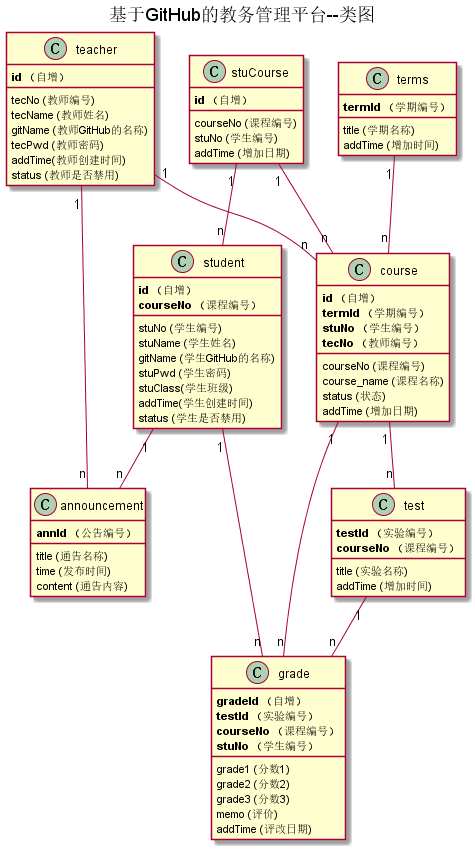 基于GitHub的教务管理平台--类图
C teacher
id （自增）
tecNo (教师编号)
tecName (教师姓名)
gitName (教师GitHub的名称)
tecPwd (教师密码)
addTime(教师创建时间)
status (教师是否禁用)
C stuCourse
id （自增）
courseNo (课程编号)
stuNo (学生编号)
addTime (增加日期)
C terms
termId （学期编号）
title (学期名称)
addTime (增加时间)
1
1
1
1
1
n
n
n
n
C student
id （自增）
courseNo （课程编号）
stuNo (学生编号)
stuName (学生姓名)
gitName (学生GitHub的名称)
stuPwd (学生密码)
stuClass(学生班级)
addTime(学生创建时间)
status (学生是否禁用)
C course
id （自增）
termId （学期编号）
stuNo （学生编号）
tecNo （教师编号）
courseNo (课程编号)
course_name (课程名称)
status (状态)
addTime (增加日期)
1
1
1
1
n
n
n
C announcement
annId （公告编号）
title (通告名称)
time (发布时间)
content (通告内容)
C test
testId （实验编号）
courseNo （课程编号）
title (实验名称)
addTime (增加时间)
1
n
n
n
C grade
gradeId （自增）
testId （实验编号）
courseNo （课程编号）
stuNo （学生编号）
grade1 (分数1)
grade2 (分数2)
grade3 (分数3)
memo (评价)
addTime (评改日期)